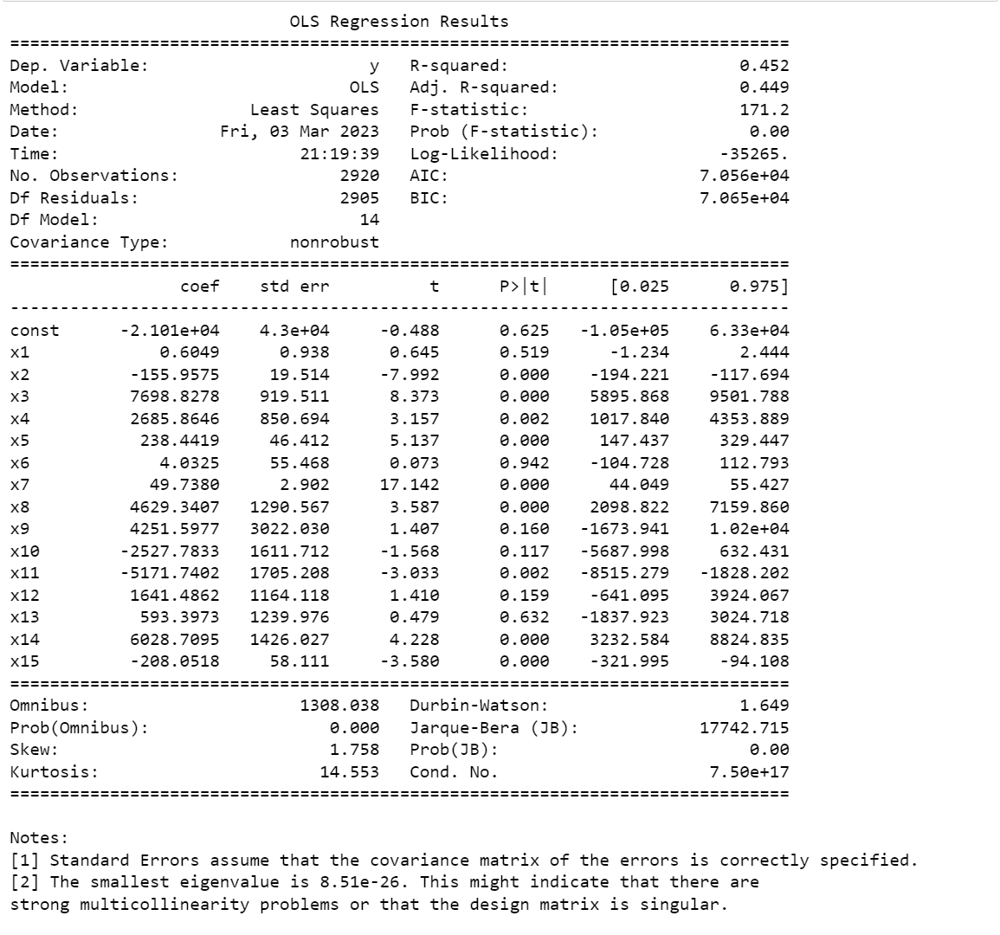 OLS Regression Results
==============================================================================
Dep. Variable: y R-squared: 0.452
Model: OLS Adj. R-squared: 0.449
Method: Least Squares F-statistic: 171.2
Date: Fri, 03 Mar 2023 Prob (F-statistic): 0.00
Time: 21:19:39 Log-Likelihood: -35265.
No. Observations: 2920 AIC: 7.056e+04
Df Residuals: 2905 BIC: 7.065e+04
Df Model: 14
Covariance Type: nonrobust
==============================================================================
coef std err t P>|t| [0.025 0.975]
------------------------------------------------------------------------------
const -2.101e+04 4.3e+04 -0.488 0.625 -1.05e+05 6.33e+04
x1 0.6049 0.938 0.645 0.519 -1.234 2.444
x2 -155.9575 19.514 -7.992 0.000 -194.221 -117.694
x3 7698.8278 919.511 8.373 0.000 5895.868 9501.788
x4 2685.8646 850.694 3.157 0.002 1017.840 4353.889
x5 238.4419 46.412 5.137 0.000 147.437 329.447
x6 4.0325 55.468 0.073 0.942 -104.728 112.793
x7 49.7380 2.902 17.142 0.000 44.049 55.427
x8 4629.3407 1290.567 3.587 0.000 2098.822 7159.860
x9 4251.5977 3022.030 1.407 0.160 -1673.941 1.02e+04
x10 -2527.7833 1611.712 -1.568 0.117 -5687.998 632.431
x11 -5171.7402 1705.208 -3.033 0.002 -8515.279 -1828.202
x12 1641.4862 1164.118 1.410 0.159 -641.095 3924.067
x13 593.3973 1239.976 0.479 0.632 -1837.923 3024.718
x14 6028.7095 1426.027 4.228 0.000 3232.584 8824.835
x15 -208.0518 58.111 -3.580 0.000 -321.995 -94.108
==============================================================================
Omnibus: 1308.038 Durbin-Watson: 1.649
Prob(Omnibus): 0.000 Jarque-Bera (JB): 17742.715
Skew: 1.758 Prob(JB): 0.00
Kurtosis: 14.553 Cond. No. 7.50e+17
==============================================================================
Notes:
[1] Standard Errors assume that the covariance matrix of the errors is correctly specified.
[2] The smallest eigenvalue is 8.51e-26. This might indicate that there are
strong multicollinearity problems or that the design matrix is singular.